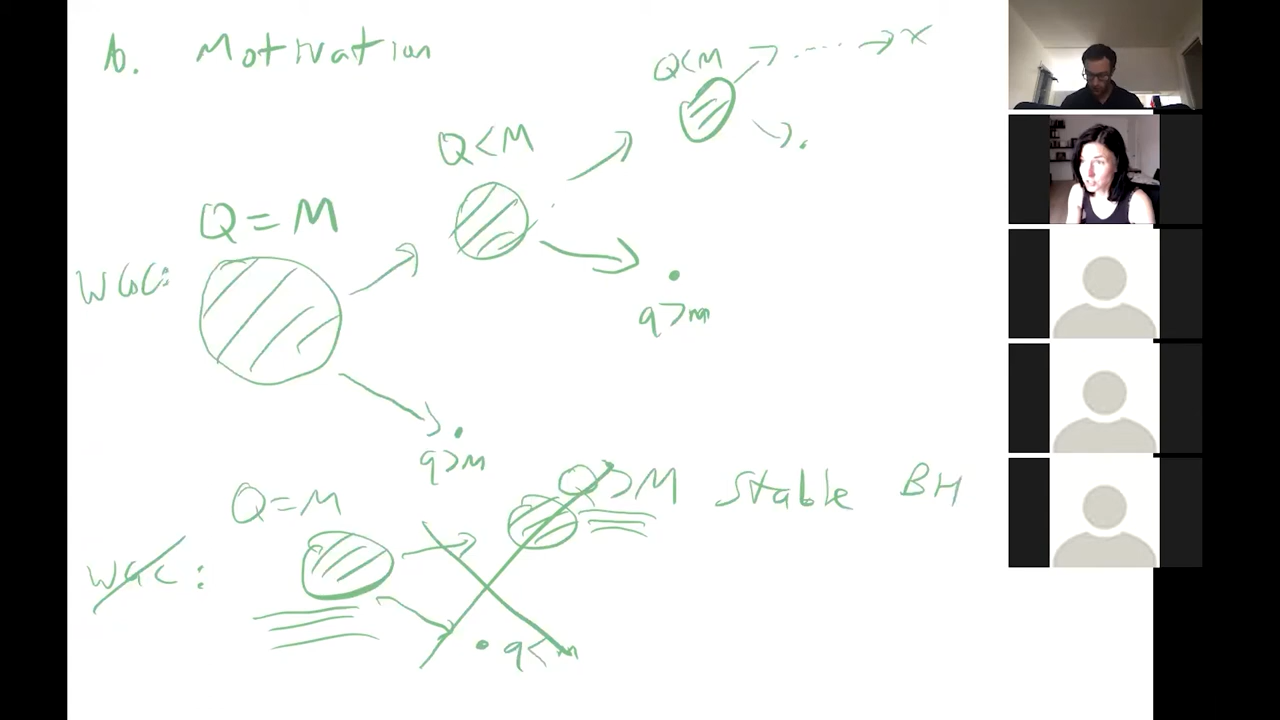 b. Motivation
Q<M
x
Q<M
Q=M
WGC:
q>m
q>m
Q=M
Q>M stable BH
WGC:
q<m